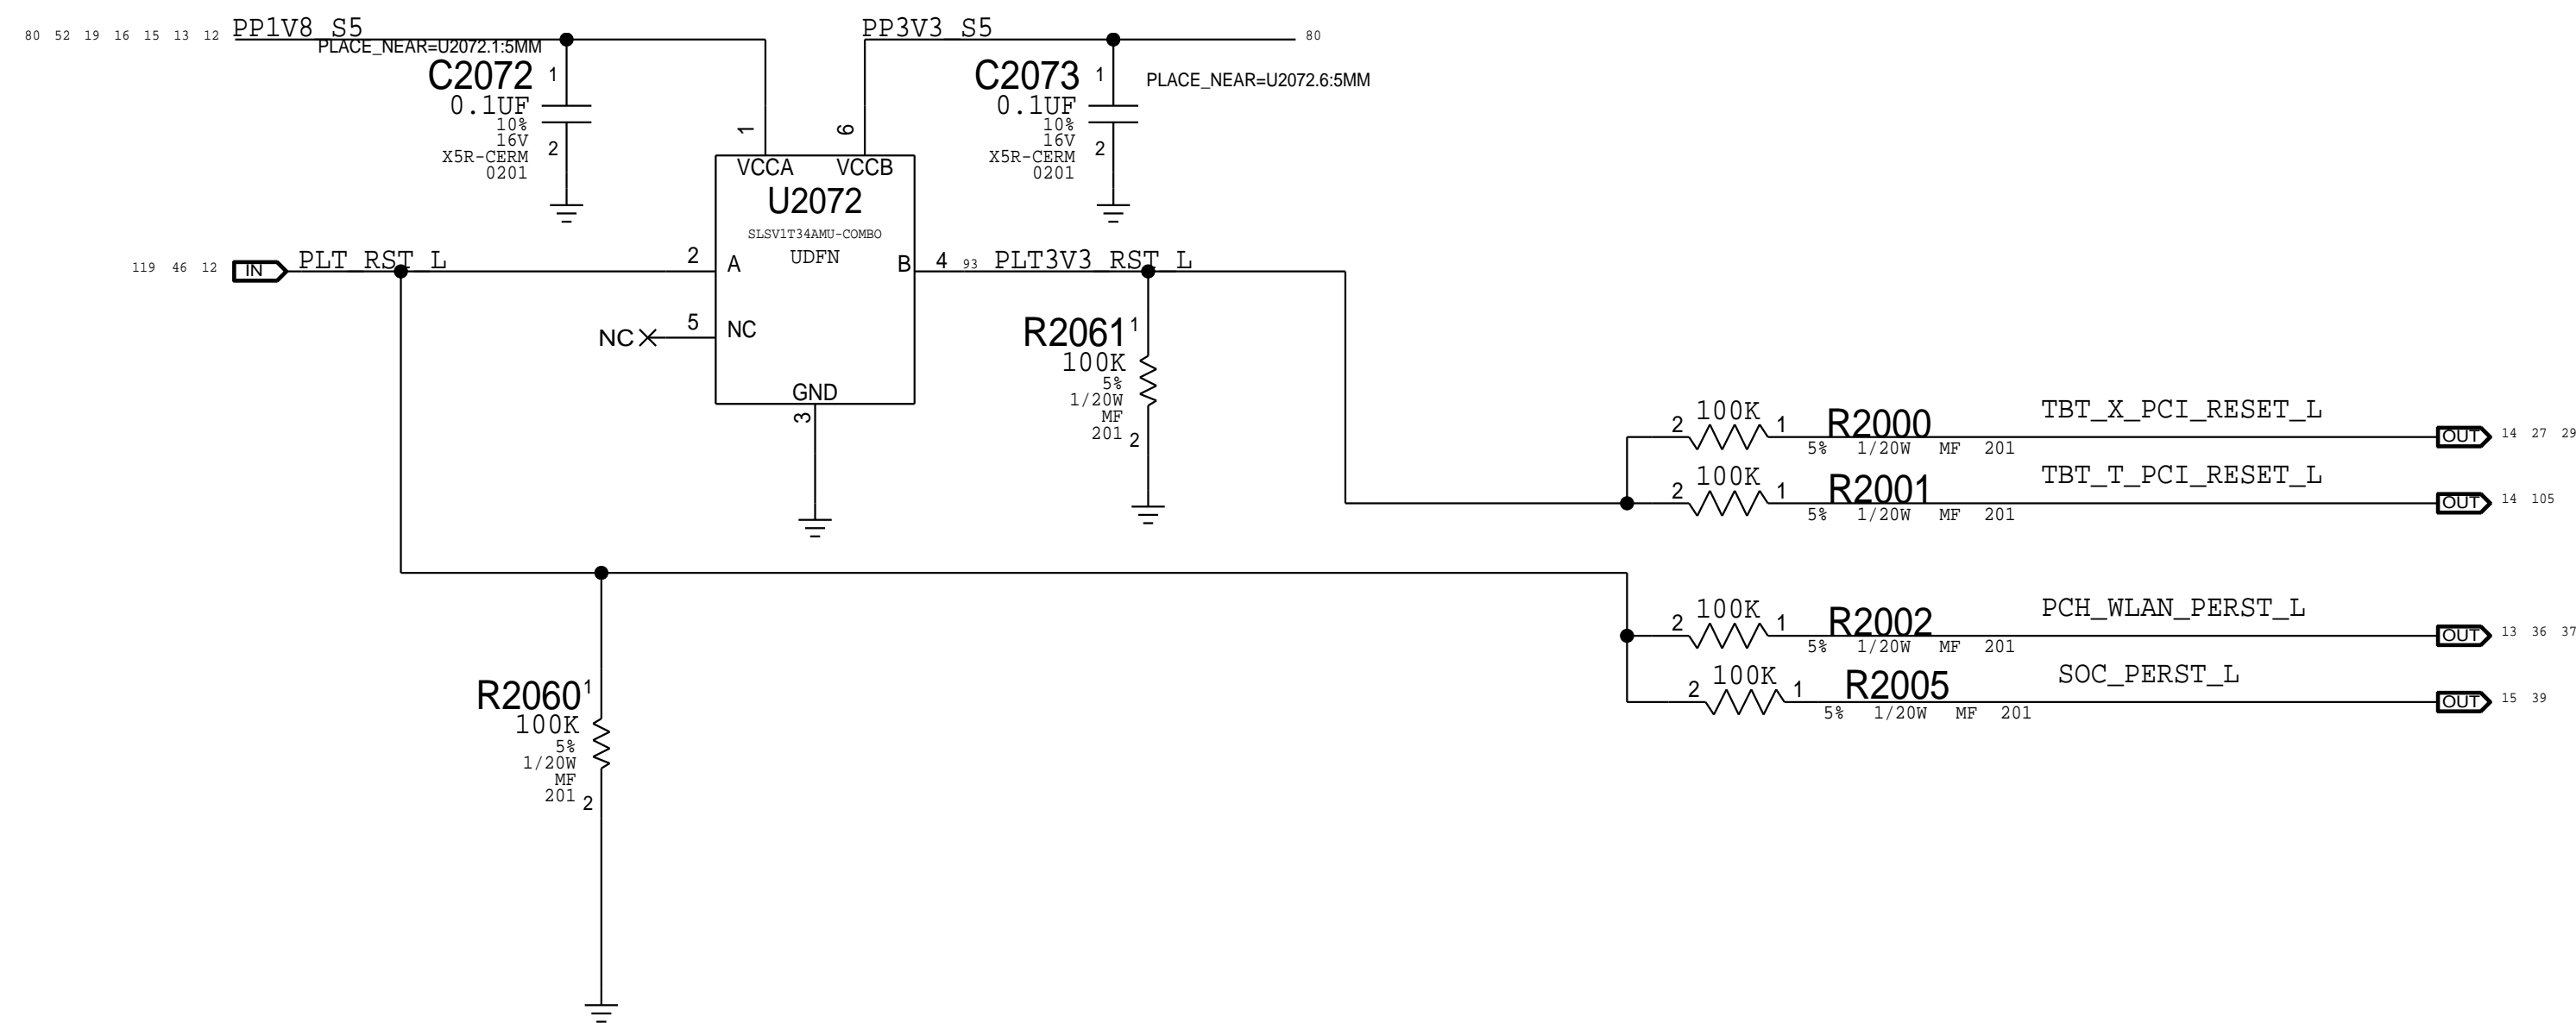 80 52 19 16 15 13 12 PP1V8_S5
PLACE_NEAR=U2072.1:5MM
PP3V3_S5 80
C2072 1
0.1UF
10%
16V
X5R-CERM
0201
2
C2073 1
0.1UF
10%
16V
X5R-CERM
0201
2
PLACE_NEAR=U2072.6:5MM
1 6
VCCA VCCB
U2072
SLSV1T34AMU-COMBO
UDFN
119 46 12 IN PLT_RST_L
2 A
B 4 93 PLT3V3_RST_L
NC 5 NC
GND
3
R2061 1
100K
5%
1/20W
MF
201 2
2 100K 1 R2000 TBT_X_PCI_RESET_L
5% 1/20W MF 201
OUT 14 27 29
2 100K 1 R2001 TBT_T_PCI_RESET_L
5% 1/20W MF 201
OUT 14 105
2 100K 1 R2002 PCH_WLAN_PERST_L
5% 1/20W MF 201
OUT 13 36 37
2 100K 1 R2005 SOC_PERST_L
5% 1/20W MF 201
OUT 15 39
R2060 1
100K
5%
1/20W
MF
201 2